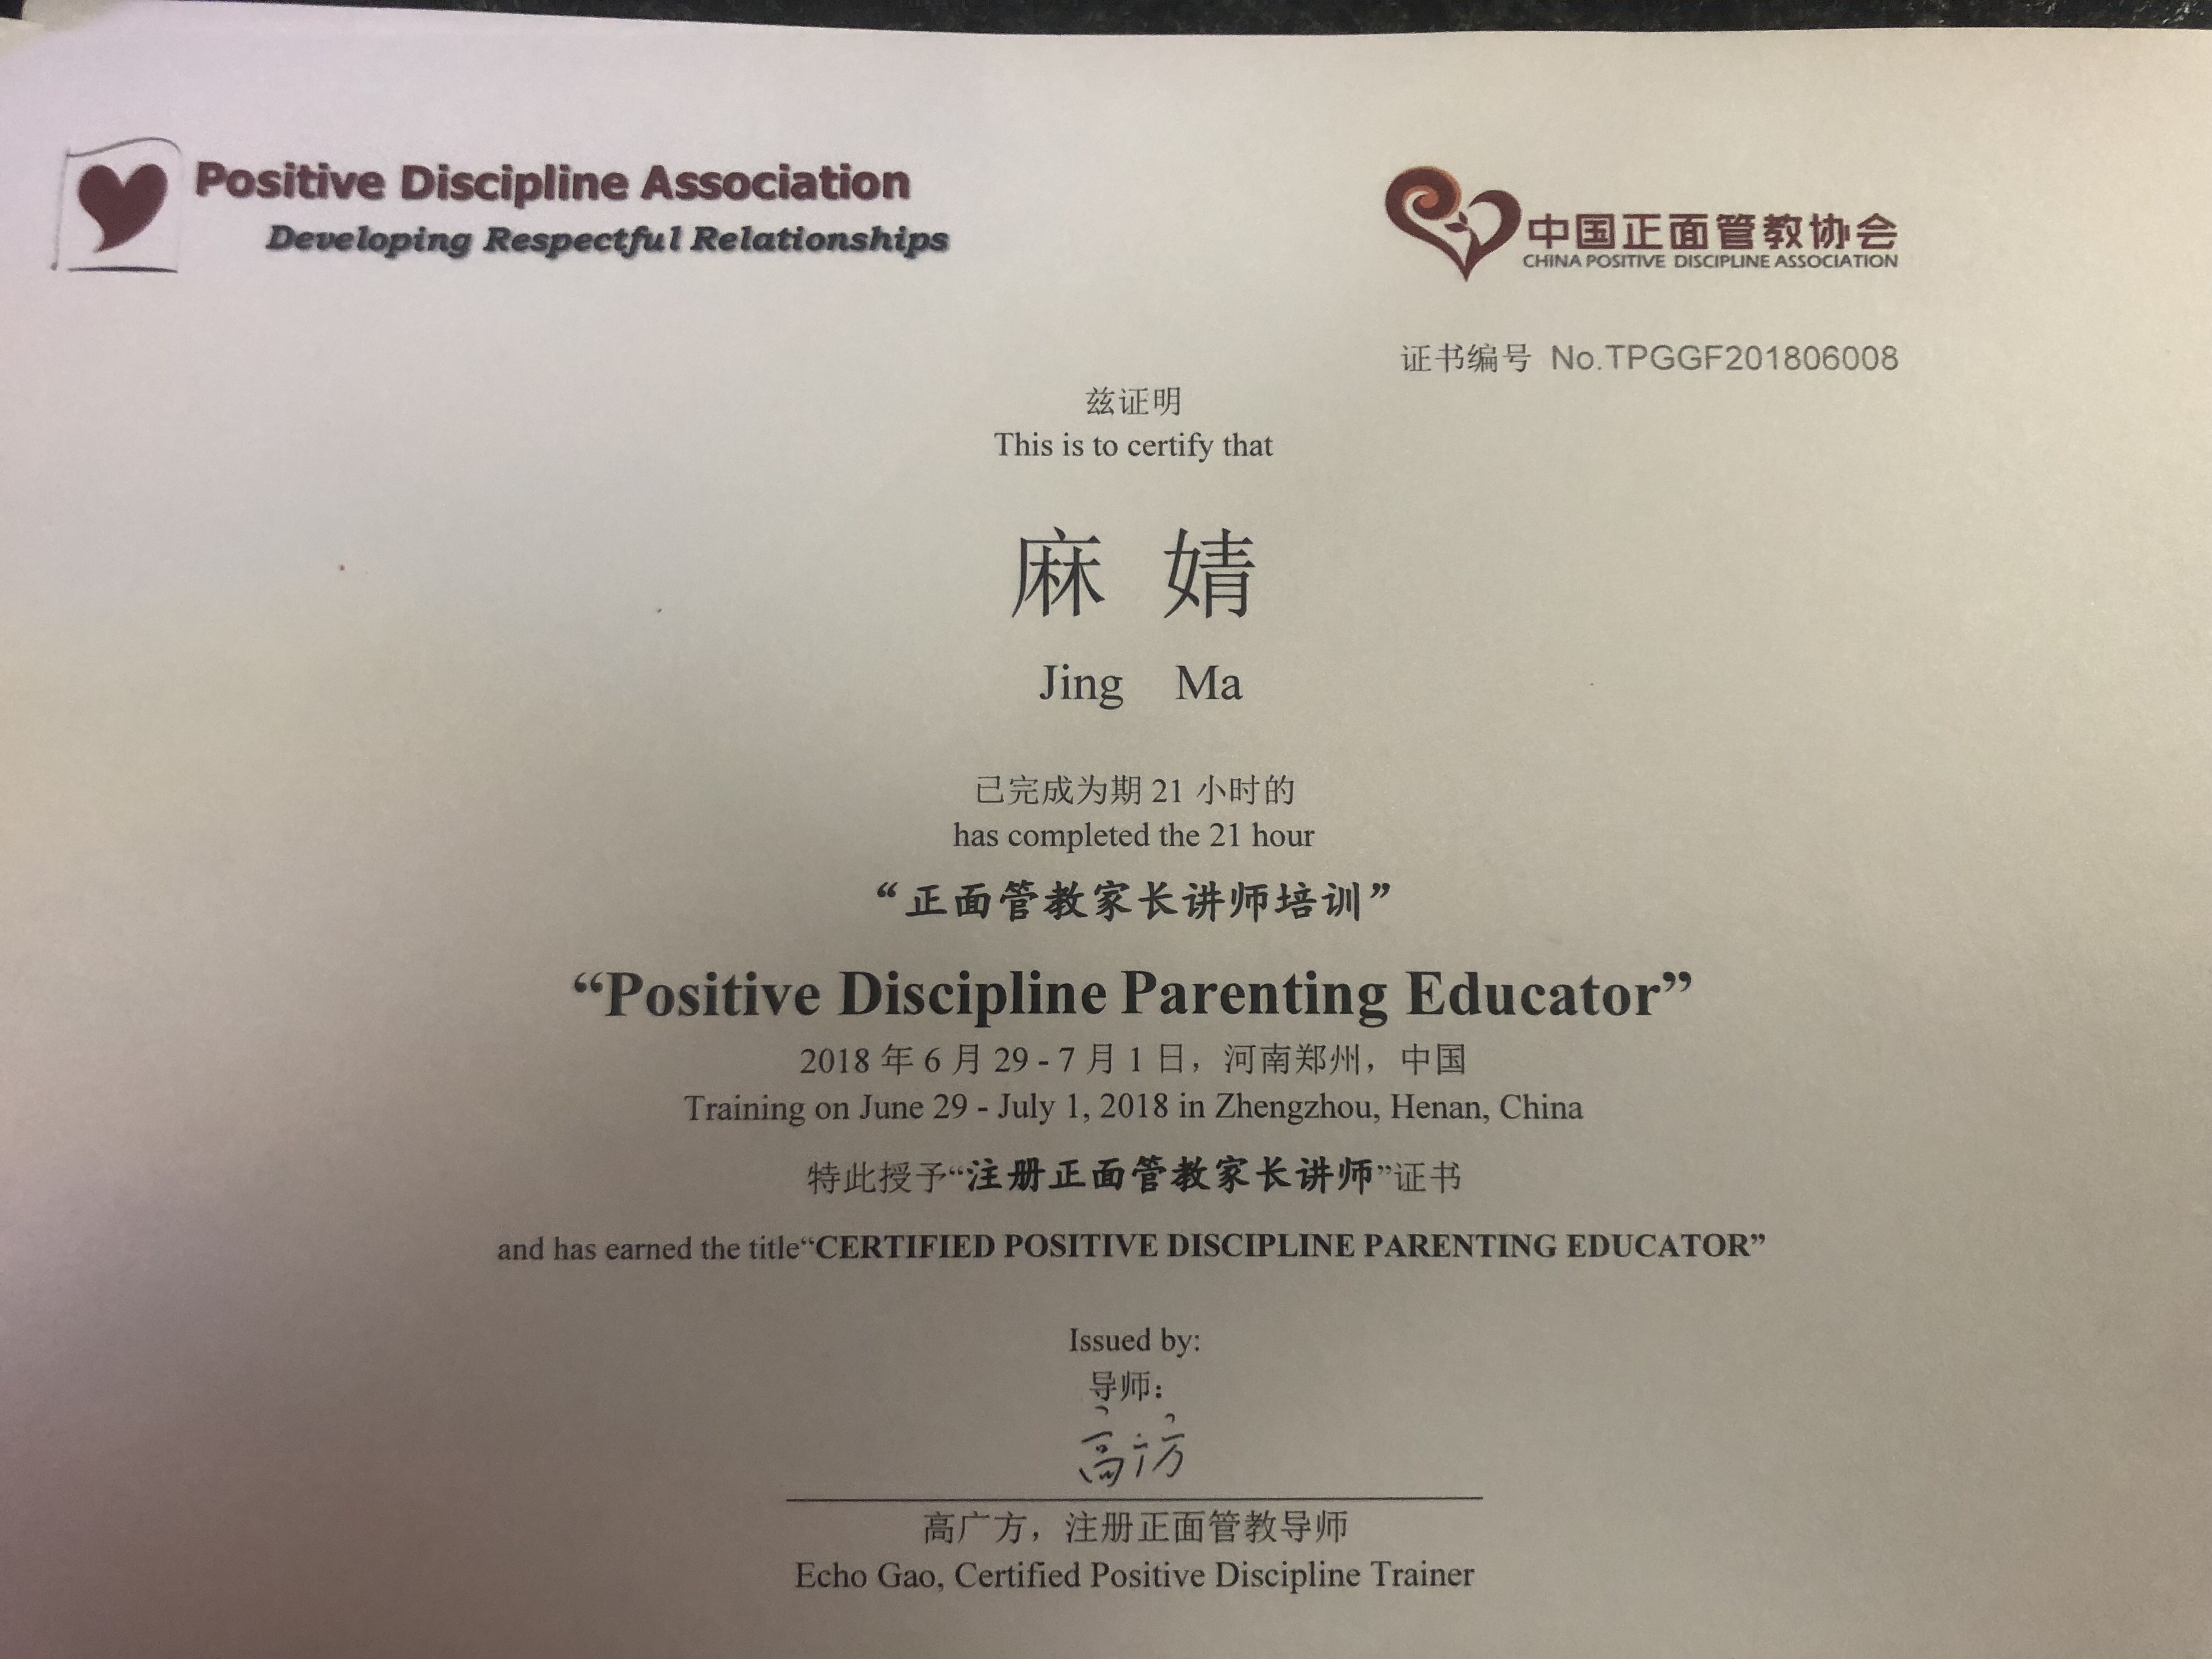 Positive Discipline Association
Developing Respectful Relationships
中国正面管教协会
CHINA POSITIVE DISCIPLINE ASSOCIATION
证书编号 No.TPGGF201806008
兹证明
This is to certify that
麻 婧
Jing Ma
已完成为期 21 小时的
has completed the 21 hour
“正面管教家长讲师培训”
“Positive Discipline Parenting Educator”
2018 年 6 月 29 - 7 月 1 日，河南郑州，中国
Training on June 29 - July 1, 2018 in Zhengzhou, Henan, China
特此授予“注册正面管教家长讲师”证书
and has earned the title“CERTIFIED POSITIVE DISCIPLINE PARENTING EDUCATOR”
Issued by:
导师：
高广方
高广方，注册正面管教导师
Echo Gao, Certified Positive Discipline Trainer